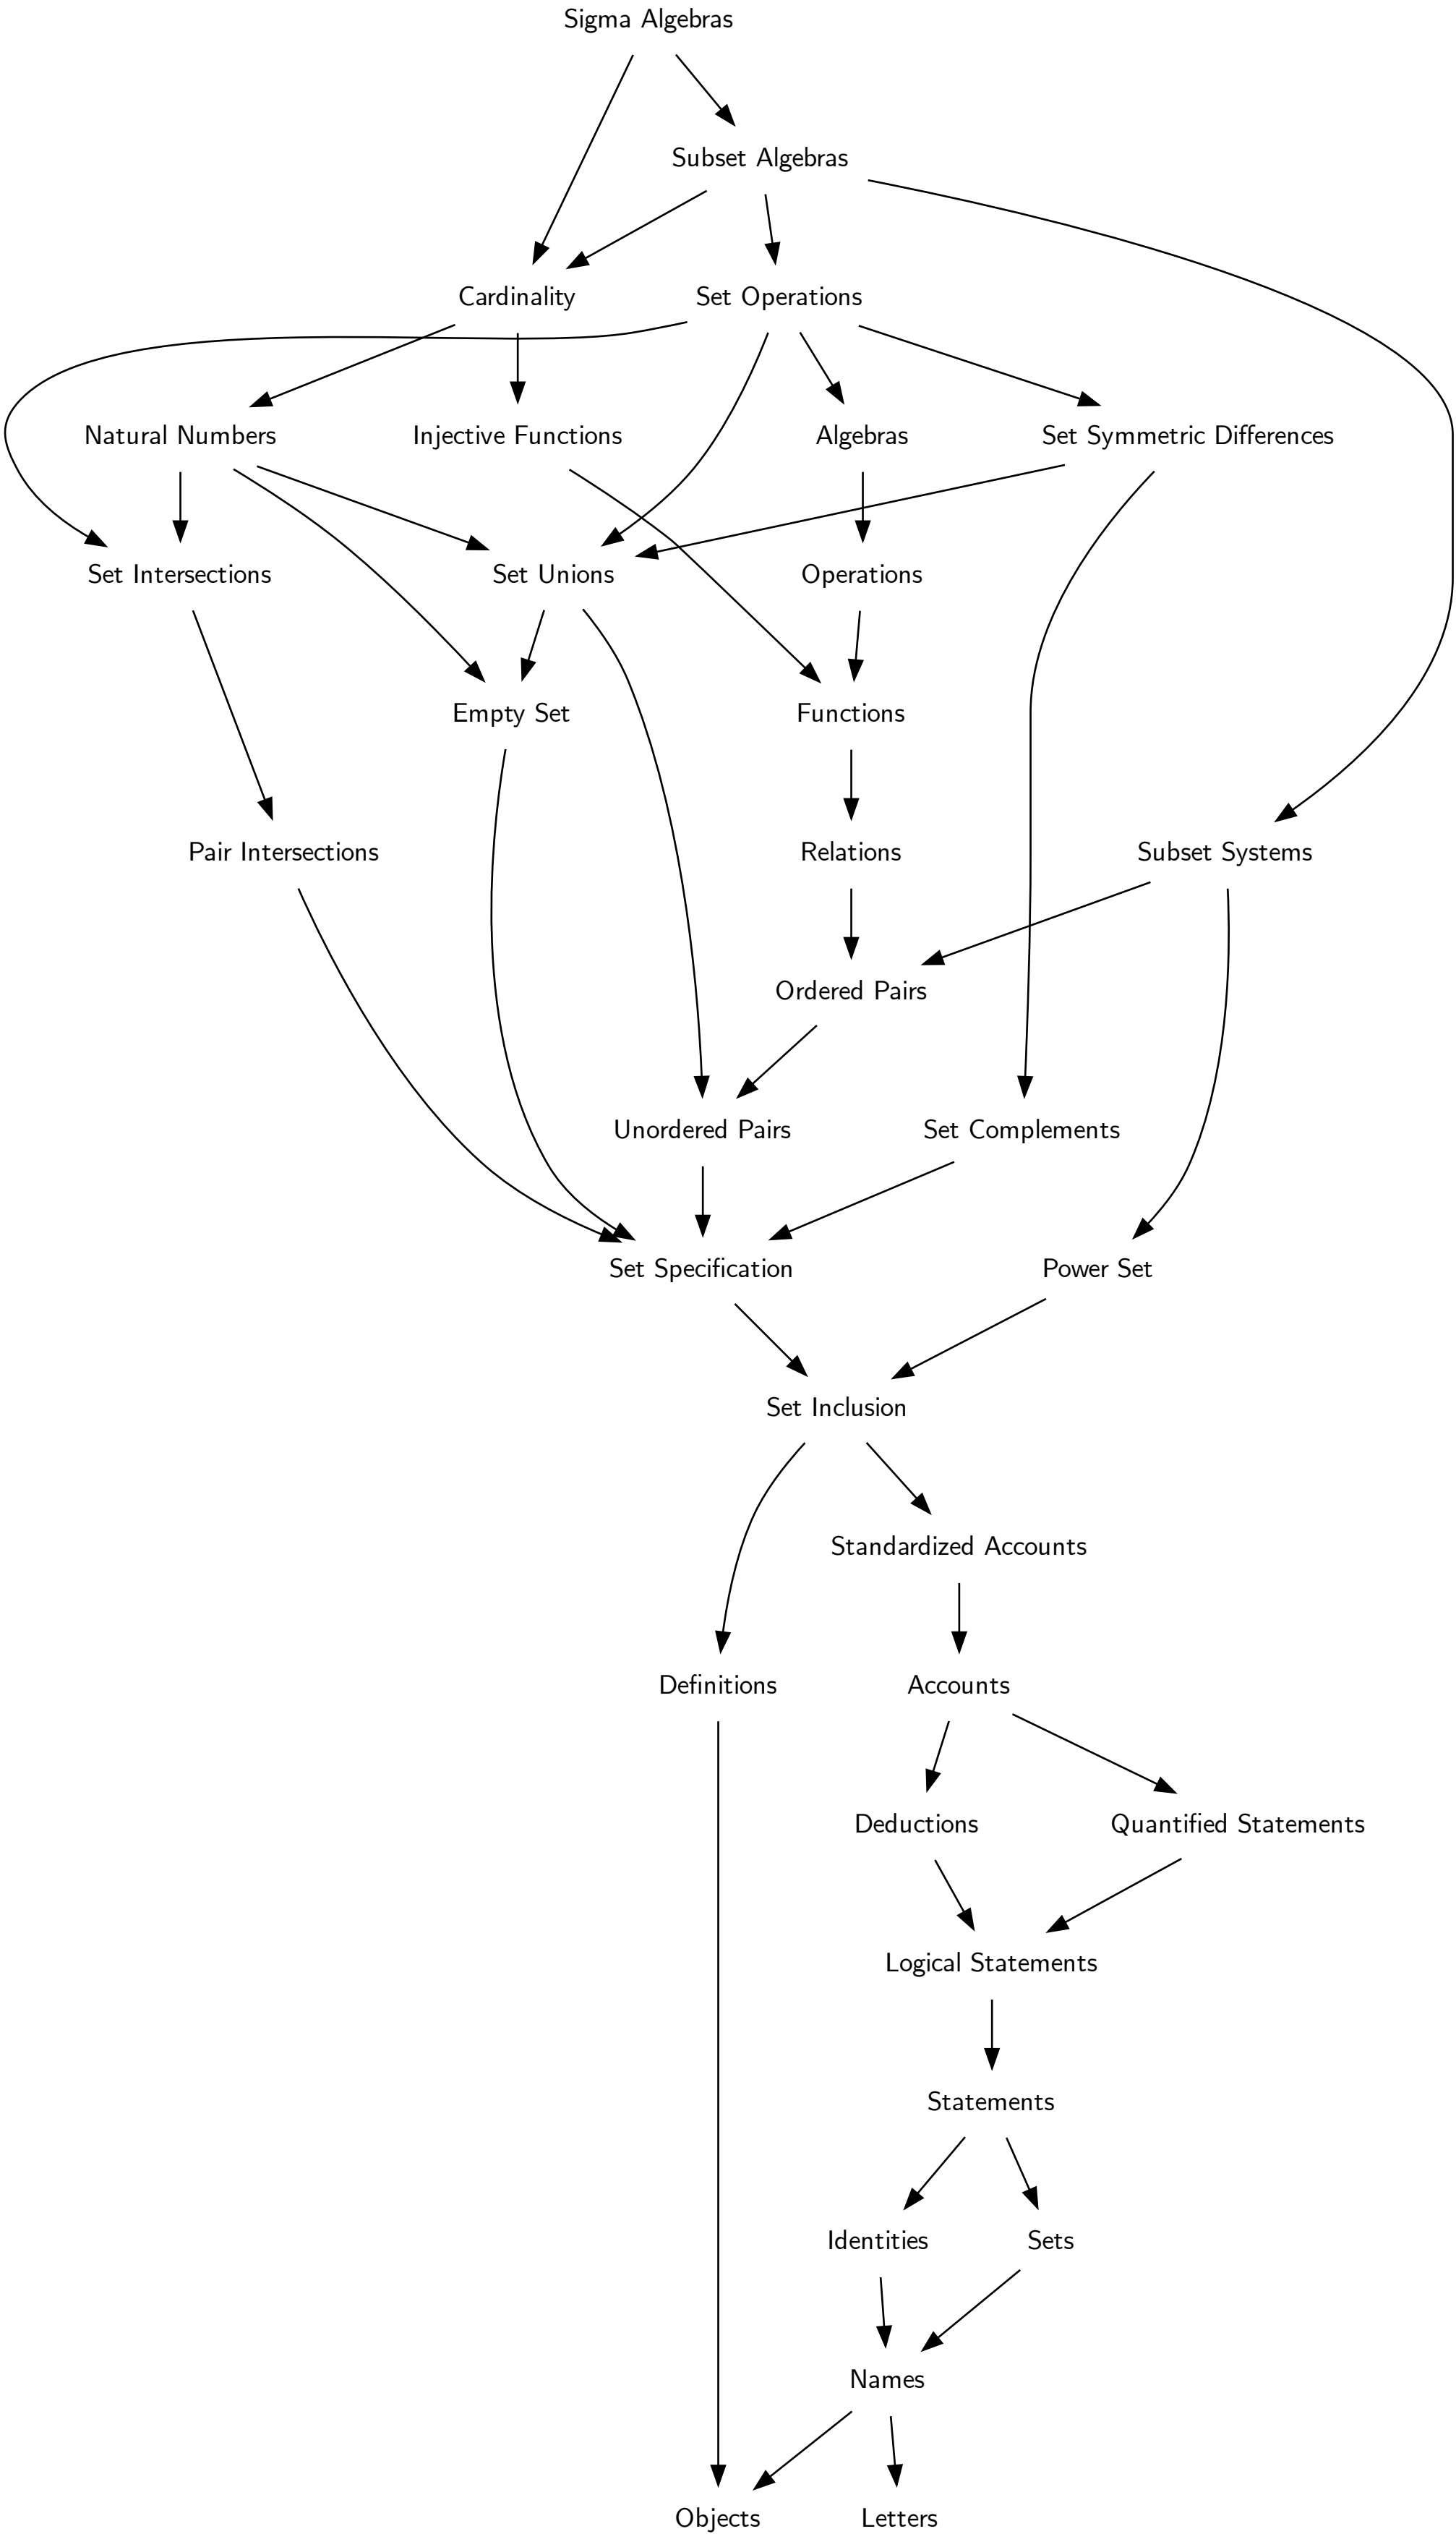 Sigma Algebras
Subset Algebras
Cardinality
Set Operations
Natural Numbers
Injective Functions
Algebras
Set Symmetric Differences
Set Intersections
Set Unions
Operations
Empty Set
Functions
Pair Intersections
Relations
Subset Systems
Ordered Pairs
Unordered Pairs
Set Complements
Set Specification
Power Set
Set Inclusion
Standardized Accounts
Definitions
Accounts
Deductions
Quantified Statements
Logical Statements
Statements
Identities
Sets
Names
Objects
Letters